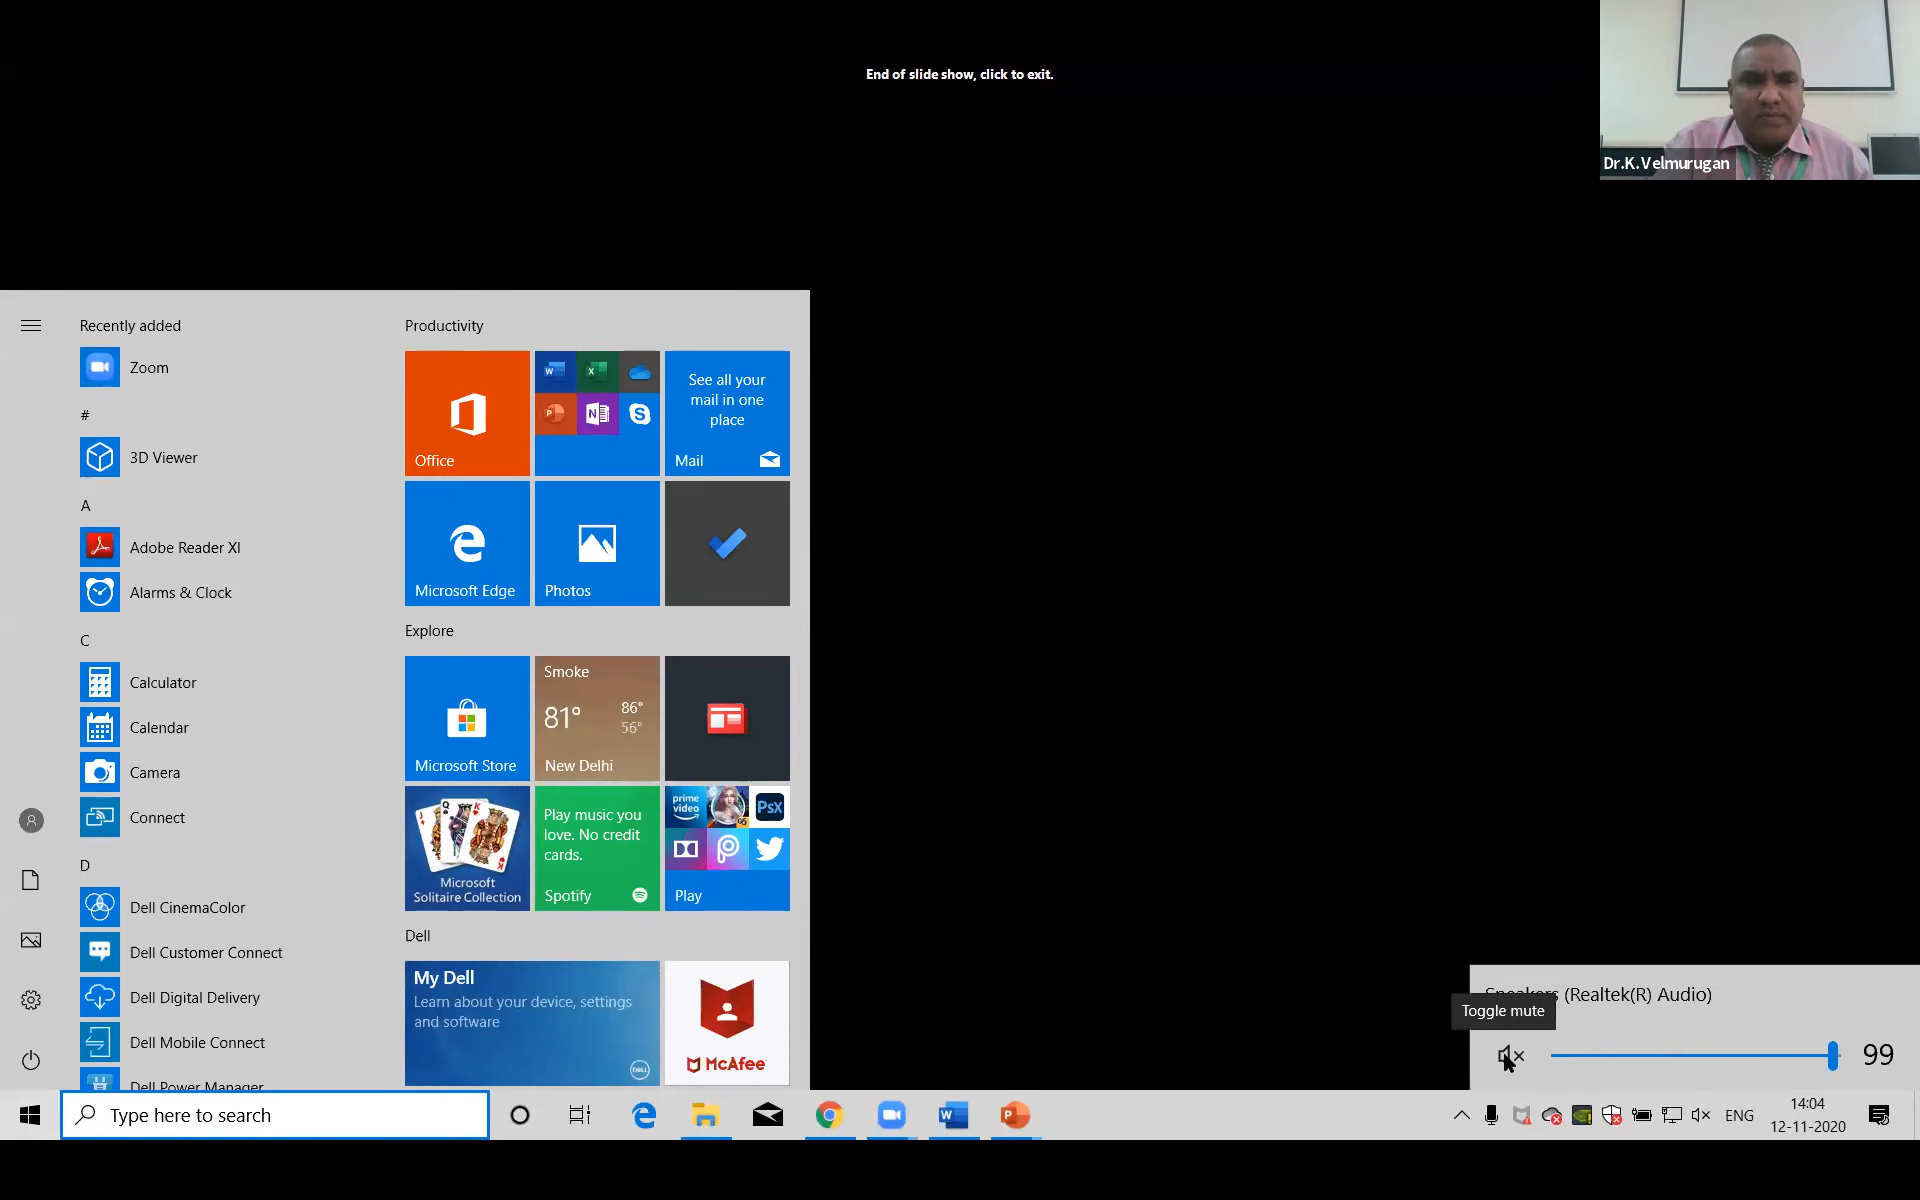 End of slide show, click to exit.
Dr.K.Velmurugan
Recently added
Zoom
#
3D Viewer
A
Adobe Reader XI
Alarms & Clock
C
Calculator
Calendar
Camera
Connect
D
Dell CinemaColor
Dell Customer Connect
Dell Digital Delivery
Dell Mobile Connect
Dell Power Manager
Productivity
Office
See all your
mail in one
place
Mail
Microsoft Edge
Photos
Explore
Microsoft Store
Smoke
81°
86°
56°
New Delhi
Microsoft
Solitaire Collection
Play music you
love. No credit
cards.
Spotify
prime
video
PsX
Play
Dell
My Dell
Learn about your device, settings
and software
DELL
McAfee
Speakers (Realtek(R) Audio)
Toggle mute
99
Type here to search
ENG
14:04
12-11-2020